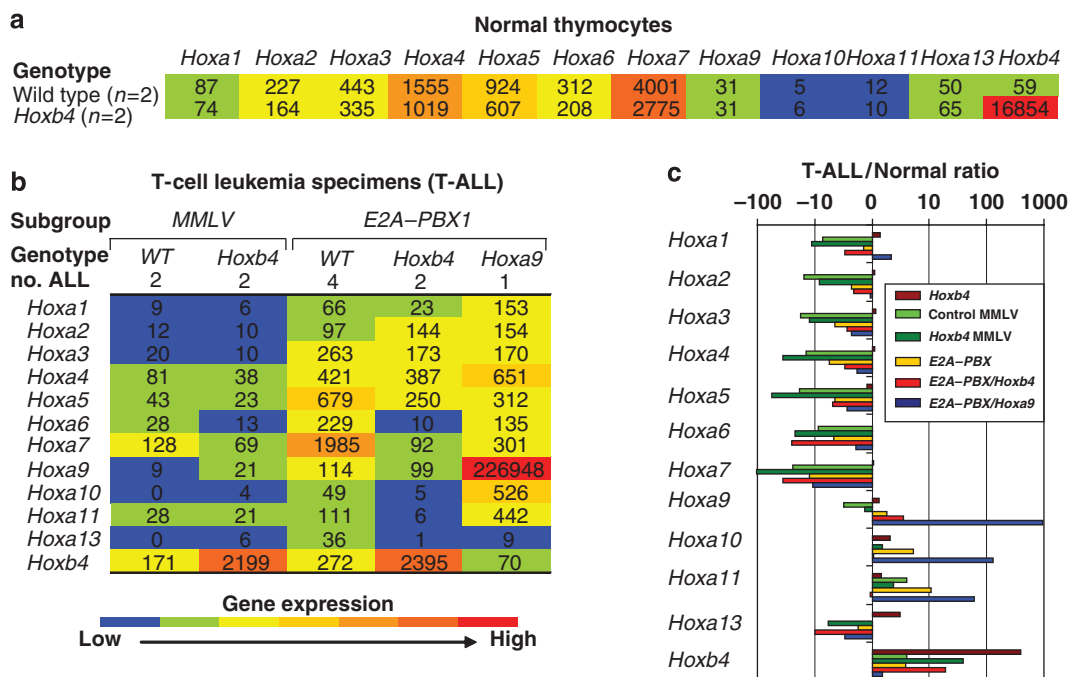 a
Normal thymocytes
Hoxa1 Hoxa2 Hoxa3 Hoxa4 Hoxa5 Hoxa6 Hoxa7 Hoxa9 Hoxa10 Hoxa11 Hoxa13 Hoxb4
Genotype
Wild type (n=2) 87 227 443 1555 924 312 4001 31 5 12 50 59
Hoxb4 (n=2) 74 164 335 1019 607 208 2775 31 6 10 65 16854
b
T-cell leukemia specimens (T-ALL)
Subgroup MMLV E2A–PBX1
Genotype WT Hoxb4 WT Hoxb4 Hoxa9
no. ALL 2 2 4 2 1
Hoxa1 9 6 66 23 153
Hoxa2 12 10 97 144 154
Hoxa3 20 10 263 173 170
Hoxa4 81 38 421 387 651
Hoxa5 43 23 679 250 312
Hoxa6 28 13 229 10 135
Hoxa7 128 69 1985 92 301
Hoxa9 9 21 114 99 226948
Hoxa10 0 4 49 5 526
Hoxa11 28 21 111 6 442
Hoxa13 0 6 36 1 9
Hoxb4 171 2199 272 2395 70
Gene expression
Low High
c
T-ALL/Normal ratio
−100 −10 0 10 100 1000
Hoxa1
Hoxa2
Hoxa3
Hoxa4
Hoxa5
Hoxa6
Hoxa7
Hoxa9
Hoxa10
Hoxa11
Hoxa13
Hoxb4
Hoxb4
Control MMLV
Hoxb4 MMLV
E2A–PBX
E2A–PBX/Hoxb4
E2A–PBX/Hoxa9